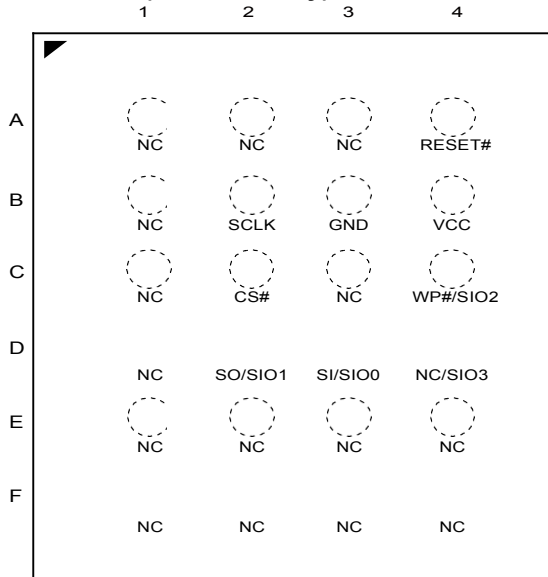 1 2 3 4
A
NC NC NC RESET#
B
NC SCLK GND VCC
C
NC CS# NC WP#/SIO2
D
NC SO/SIO1 SI/SIO0 NC/SIO3
E
NC NC NC NC
F
NC NC NC NC